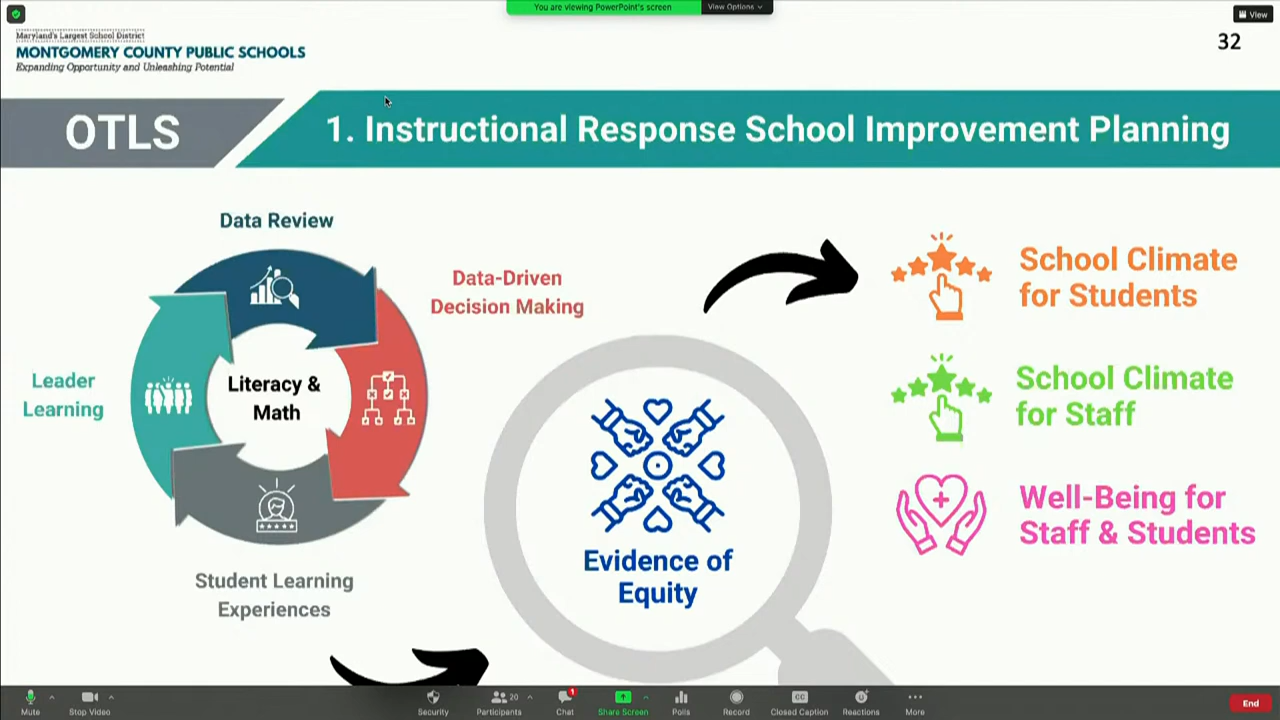 You are viewing PowerPoint's screen
View Options
View
Maryland's Largest School District
MONTGOMERY COUNTY PUBLIC SCHOOLS
Expanding Opportunity and Unleashing Potential
32
OTLS
1. Instructional Response School Improvement Planning
Data Review
Data-Driven
Decision Making
Leader
Learning
Literacy &
Math
Student Learning
Experiences
Evidence of
Equity
School Climate
for Students
School Climate
for Staff
Well-Being for
Staff & Students
Mute
Stop Video
Security
20
Participants
1
Chat
Share Screen
Polls
Record
CC
Closed Caption
Reactions
More
End